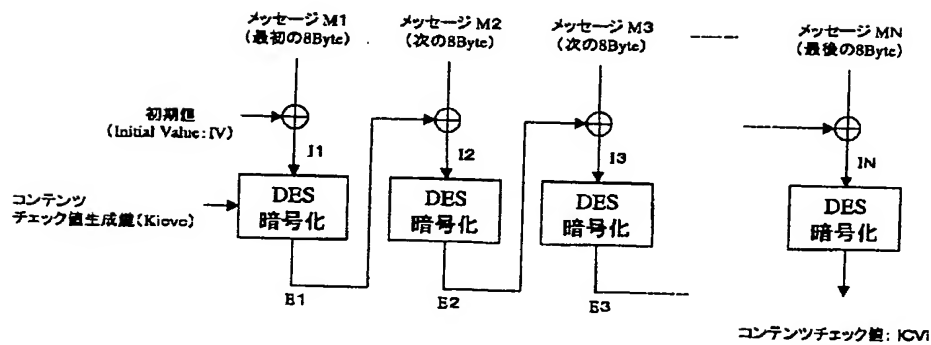 メッセージ M1
(最初の8Byte)
メッセージ M2
(次の8Byte)
メッセージ M3
(次の8Byte)
メッセージ MN
(最後の8Byte)
初期値
(Initial Value: IV)
I1
I2
I3
IN
コンテンツ
チェック値生成鍵(Kicvc)
DES
暗号化
DES
暗号化
DES
暗号化
DES
暗号化
E1
E2
E3
コンテンツチェック値: ICVi